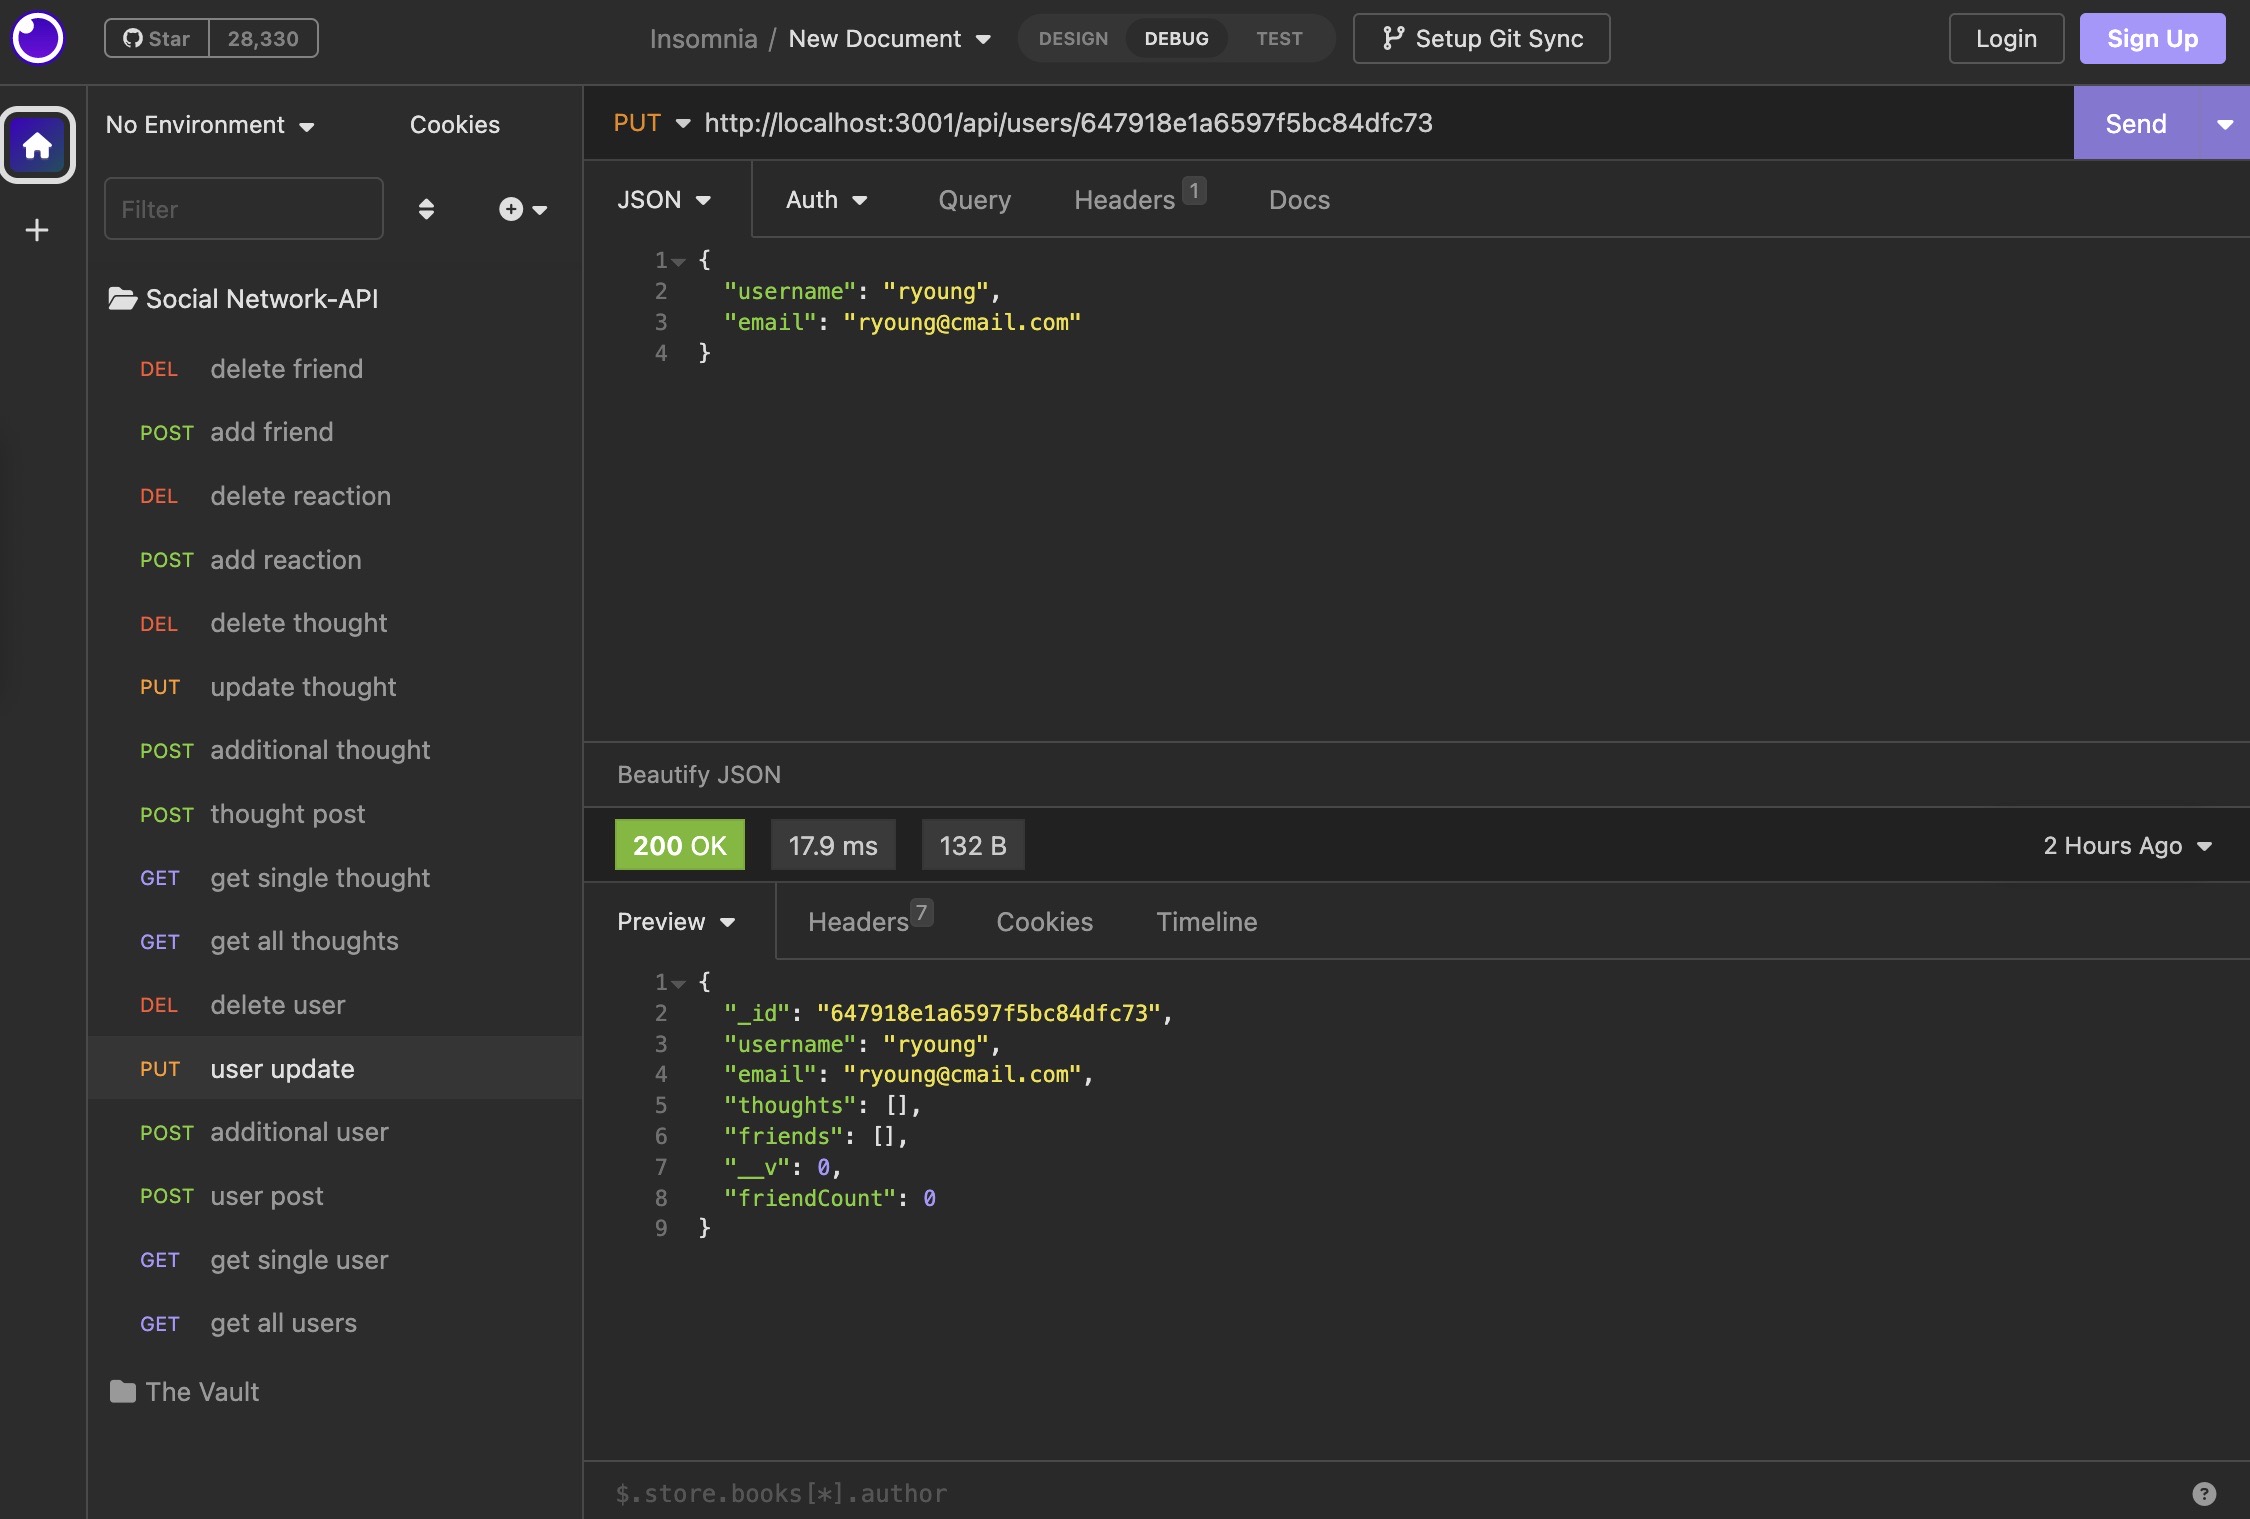 Star 28,330 Insomnia / New Document DESIGN DEBUG TEST Setup Git Sync Login Sign Up
No Environment Cookies
Filter
Social Network-API
DEL delete friend
POST add friend
DEL delete reaction
POST add reaction
DEL delete thought
PUT update thought
POST additional thought
POST thought post
GET get single thought
GET get all thoughts
DEL delete user
PUT user update
POST additional user
POST user post
GET get single user
GET get all users
The Vault
PUT http://localhost:3001/api/users/647918e1a6597f5bc84dfc73 Send
JSON Auth Query Headers 1 Docs
1 {
2 "username": "ryoung",
3 "email": "ryoung@cmail.com"
4 }
Beautify JSON
200 OK 17.9 ms 132 B 2 Hours Ago
Preview Headers 7 Cookies Timeline
1 {
2 "_id": "647918e1a6597f5bc84dfc73",
3 "username": "ryoung",
4 "email": "ryoung@cmail.com",
5 "thoughts": [],
6 "friends": [],
7 "__v": 0,
8 "friendCount": 0
9 }
$.store.books[*].author ?